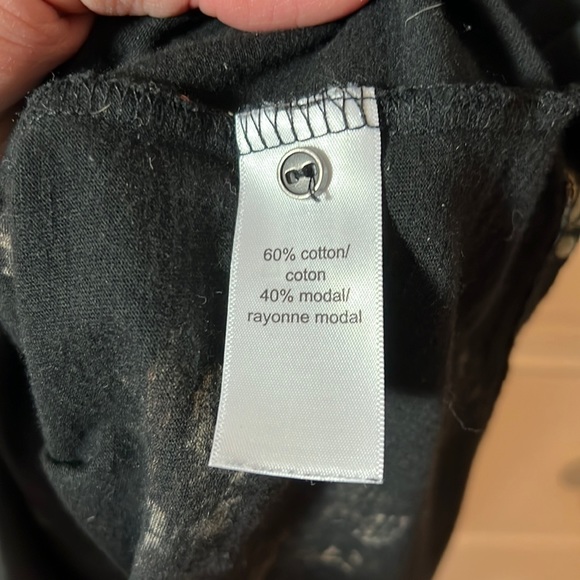 60% cotton/
coton
40% modal/
rayonne modal